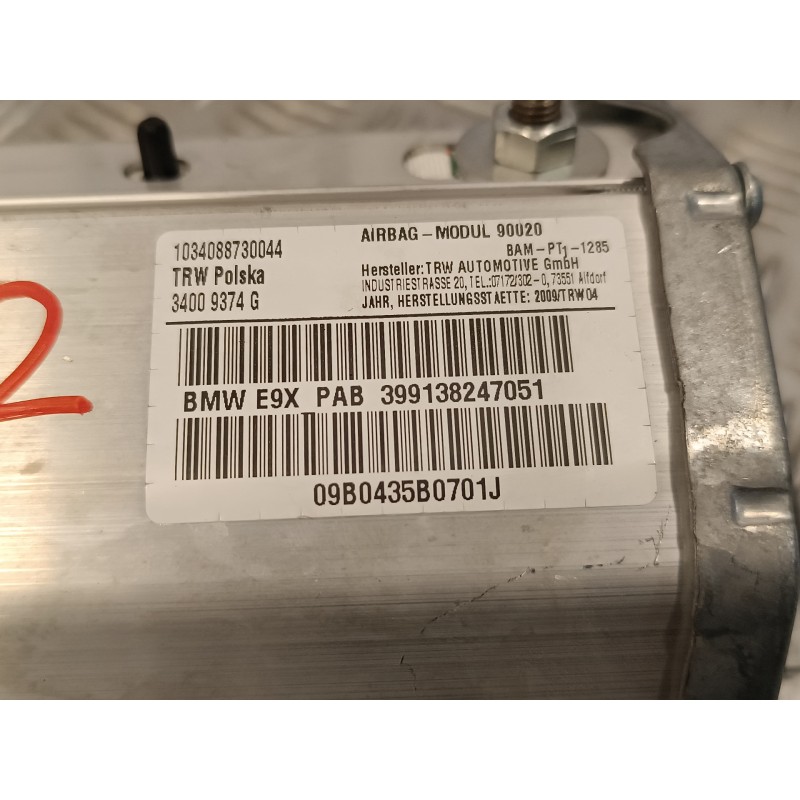 1034088730044
TRW Polska
3400 9374 G
AIRBAG-MODUL 90020
BAM-PT1-1285
Hersteller: TRW AUTOMOTIVE GmbH
INDUSTRIESTRASSE 20, TEL.:07172/302-0, 73551 Alfdorf
JAHR, HERSTELLUNGSSTAETTE: 2009/TRW04
BMW E9X PAB 399138247051
09B0435B0701J
2